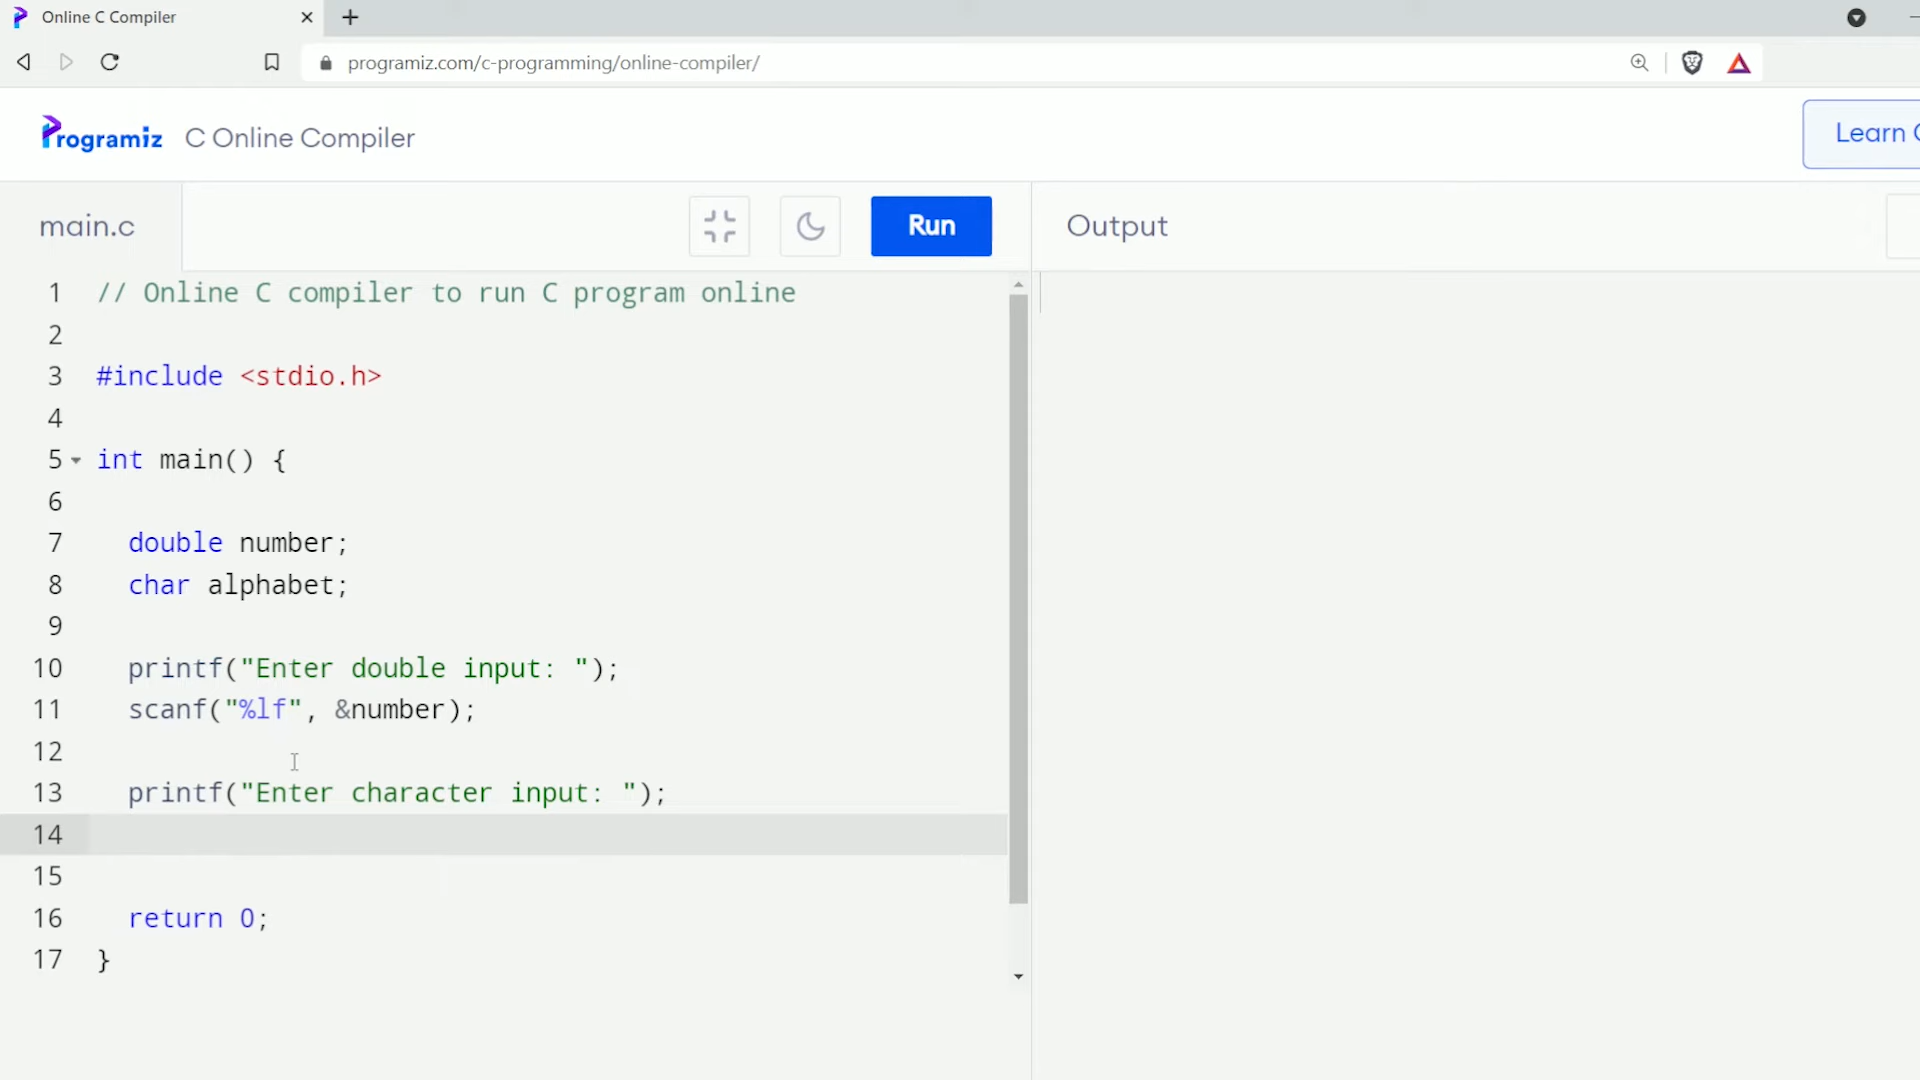 Online C Compiler
programiz.com/c-programming/online-compiler/
Programiz C Online Compiler
Learn
main.c
Run
Output
1 // Online C compiler to run C program online
2
3 #include <stdio.h>
4
5 int main() {
6
7 double number;
8 char alphabet;
9
10 printf("Enter double input: ");
11 scanf("%lf", &number);
12
13 printf("Enter character input: ");
14
15
16 return 0;
17 }